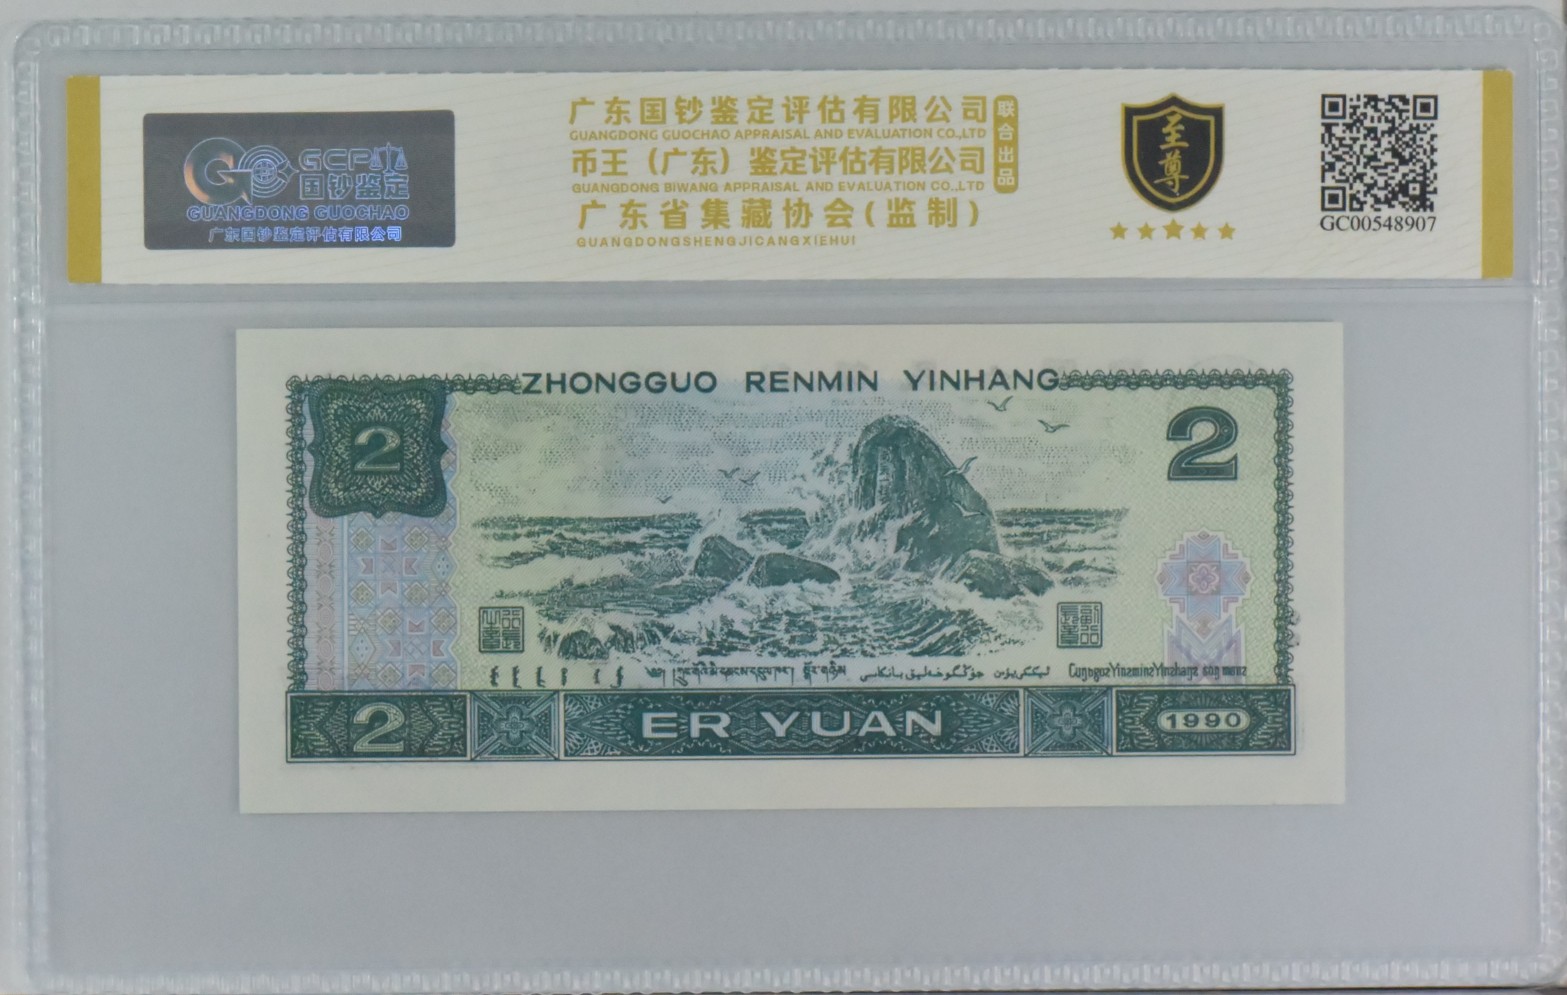 GCP
国钞鉴定
GUANGDONG GUOCHAO
广东国钞鉴定评估有限公司
广东国钞鉴定评估有限公司
GUANGDONG GUOCHAO APPRAISAL AND EVALUATION CO.,LTD
币王（广东）鉴定评估有限公司
GUANGDONG BIWANG APPRAISAL AND EVALUATION CO.,LTD
广东省集藏协会(监制)
GUANGDONGSHENGJICANGXIEHUI
联合出品
至尊
GC00548907
ZHONGGUO RENMIN YINHANG
2
2
2
ER YUAN
1990